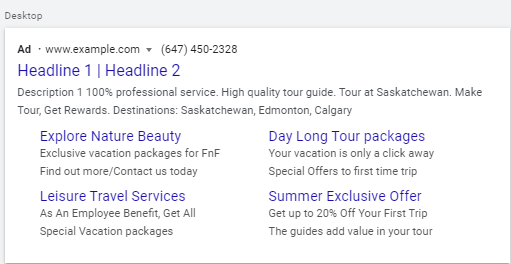 Desktop
Ad · www.example.com ▾ (647) 450-2328
Headline 1 | Headline 2
Description 1 100% professional service. High quality tour guide. Tour at Saskatchewan. Make
Tour, Get Rewards. Destinations: Saskatchewan, Edmonton, Calgary
Explore Nature Beauty
Exclusive vacation packages for FnF
Find out more/Contact us today
Day Long Tour packages
Your vacation is only a click away
Special Offers to first time trip
Leisure Travel Services
As An Employee Benefit, Get All
Special Vacation packages
Summer Exclusive Offer
Get up to 20% Off Your First Trip
The guides add value in your tour